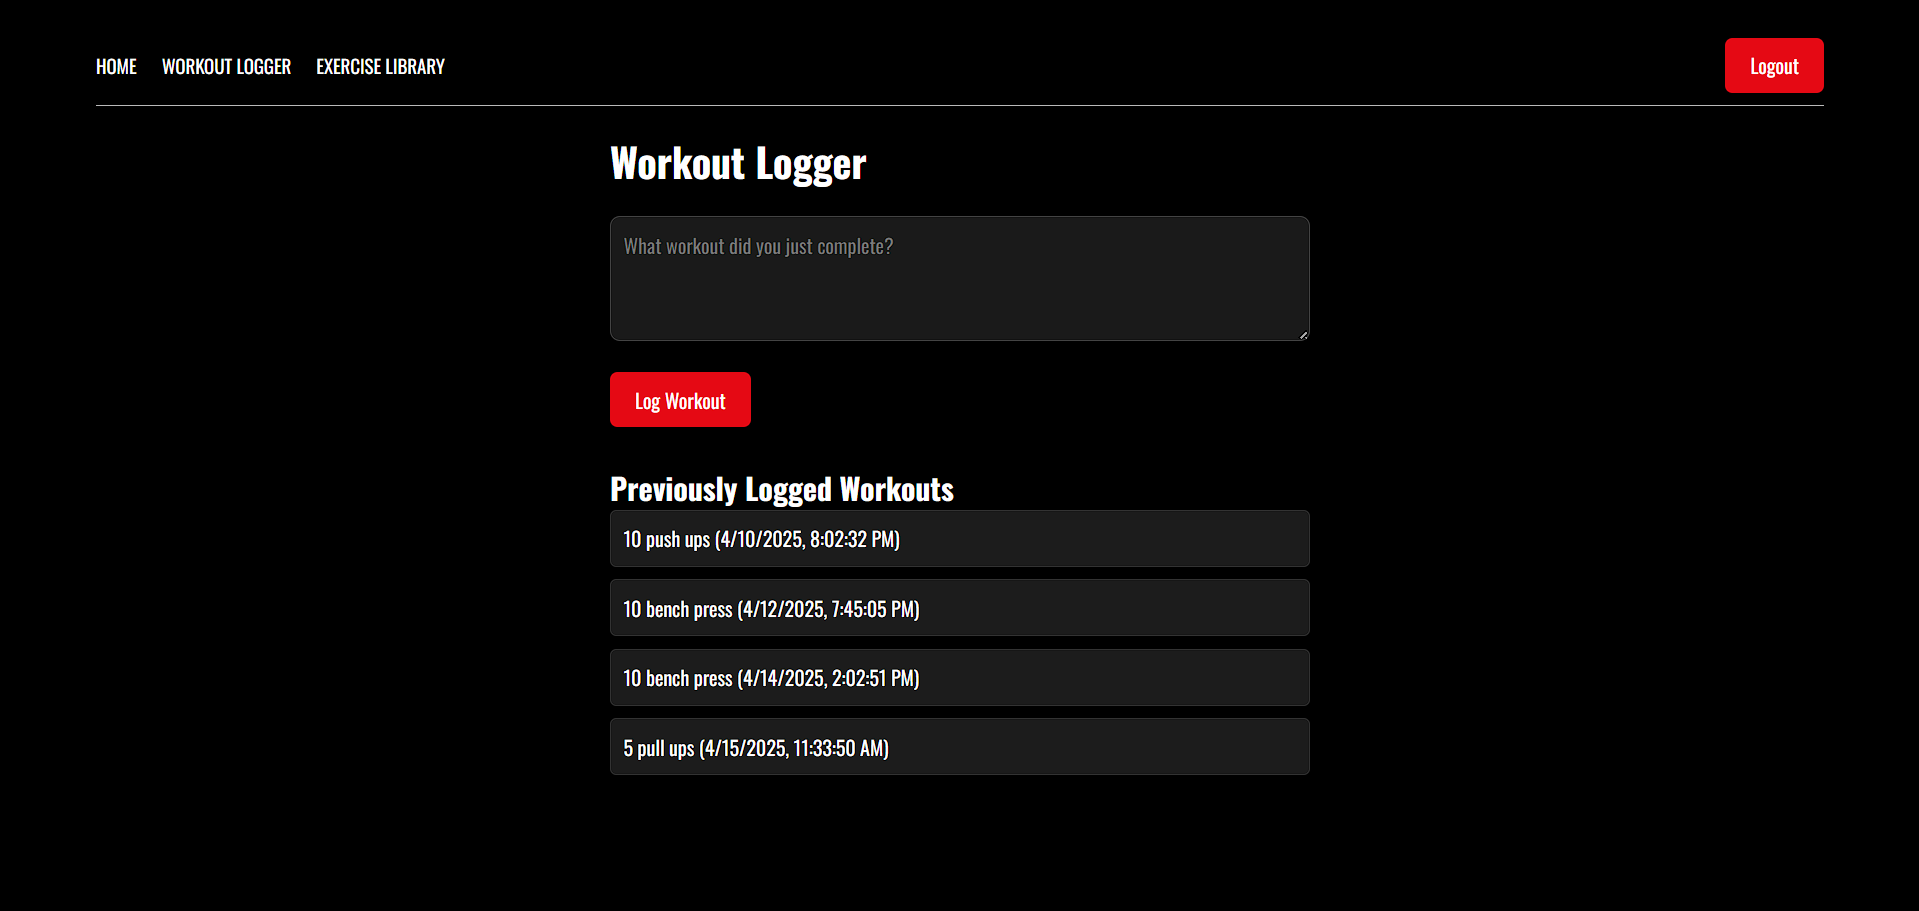 HOME WORKOUT LOGGER EXERCISE LIBRARY Logout
Workout Logger
What workout did you just complete?
Log Workout
Previously Logged Workouts
10 push ups (4/10/2025, 8:02:32 PM)
10 bench press (4/12/2025, 7:45:05 PM)
10 bench press (4/14/2025, 2:02:51 PM)
5 pull ups (4/15/2025, 11:33:50 AM)